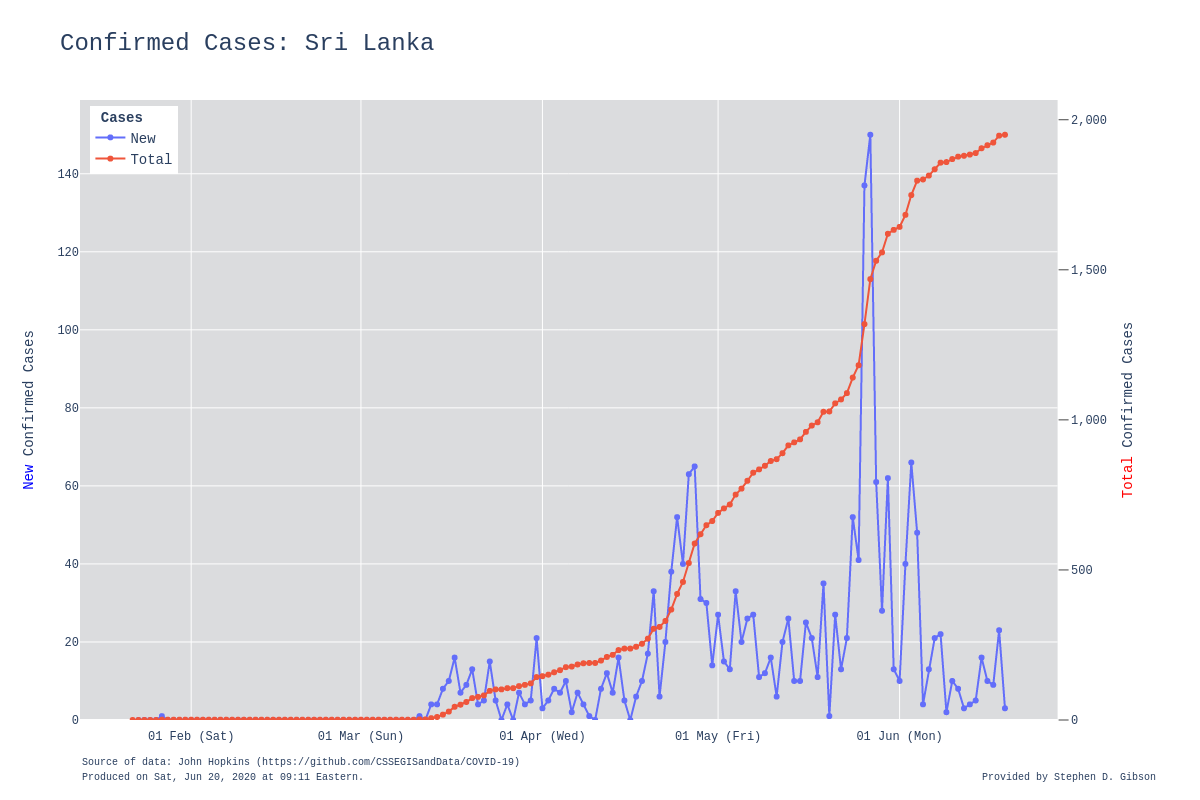 Confirmed Cases: Sri Lanka
Cases
New
Total
140
120
100
80
60
40
20
0
New Confirmed Cases
2,000
1,500
1,000
500
0
Total Confirmed Cases
01 Feb (Sat)
01 Mar (Sun)
01 Apr (Wed)
01 May (Fri)
01 Jun (Mon)
Source of data: John Hopkins (https://github.com/CSSEGISandData/COVID-19)
Produced on Sat, Jun 20, 2020 at 09:11 Eastern.
Provided by Stephen D. Gibson